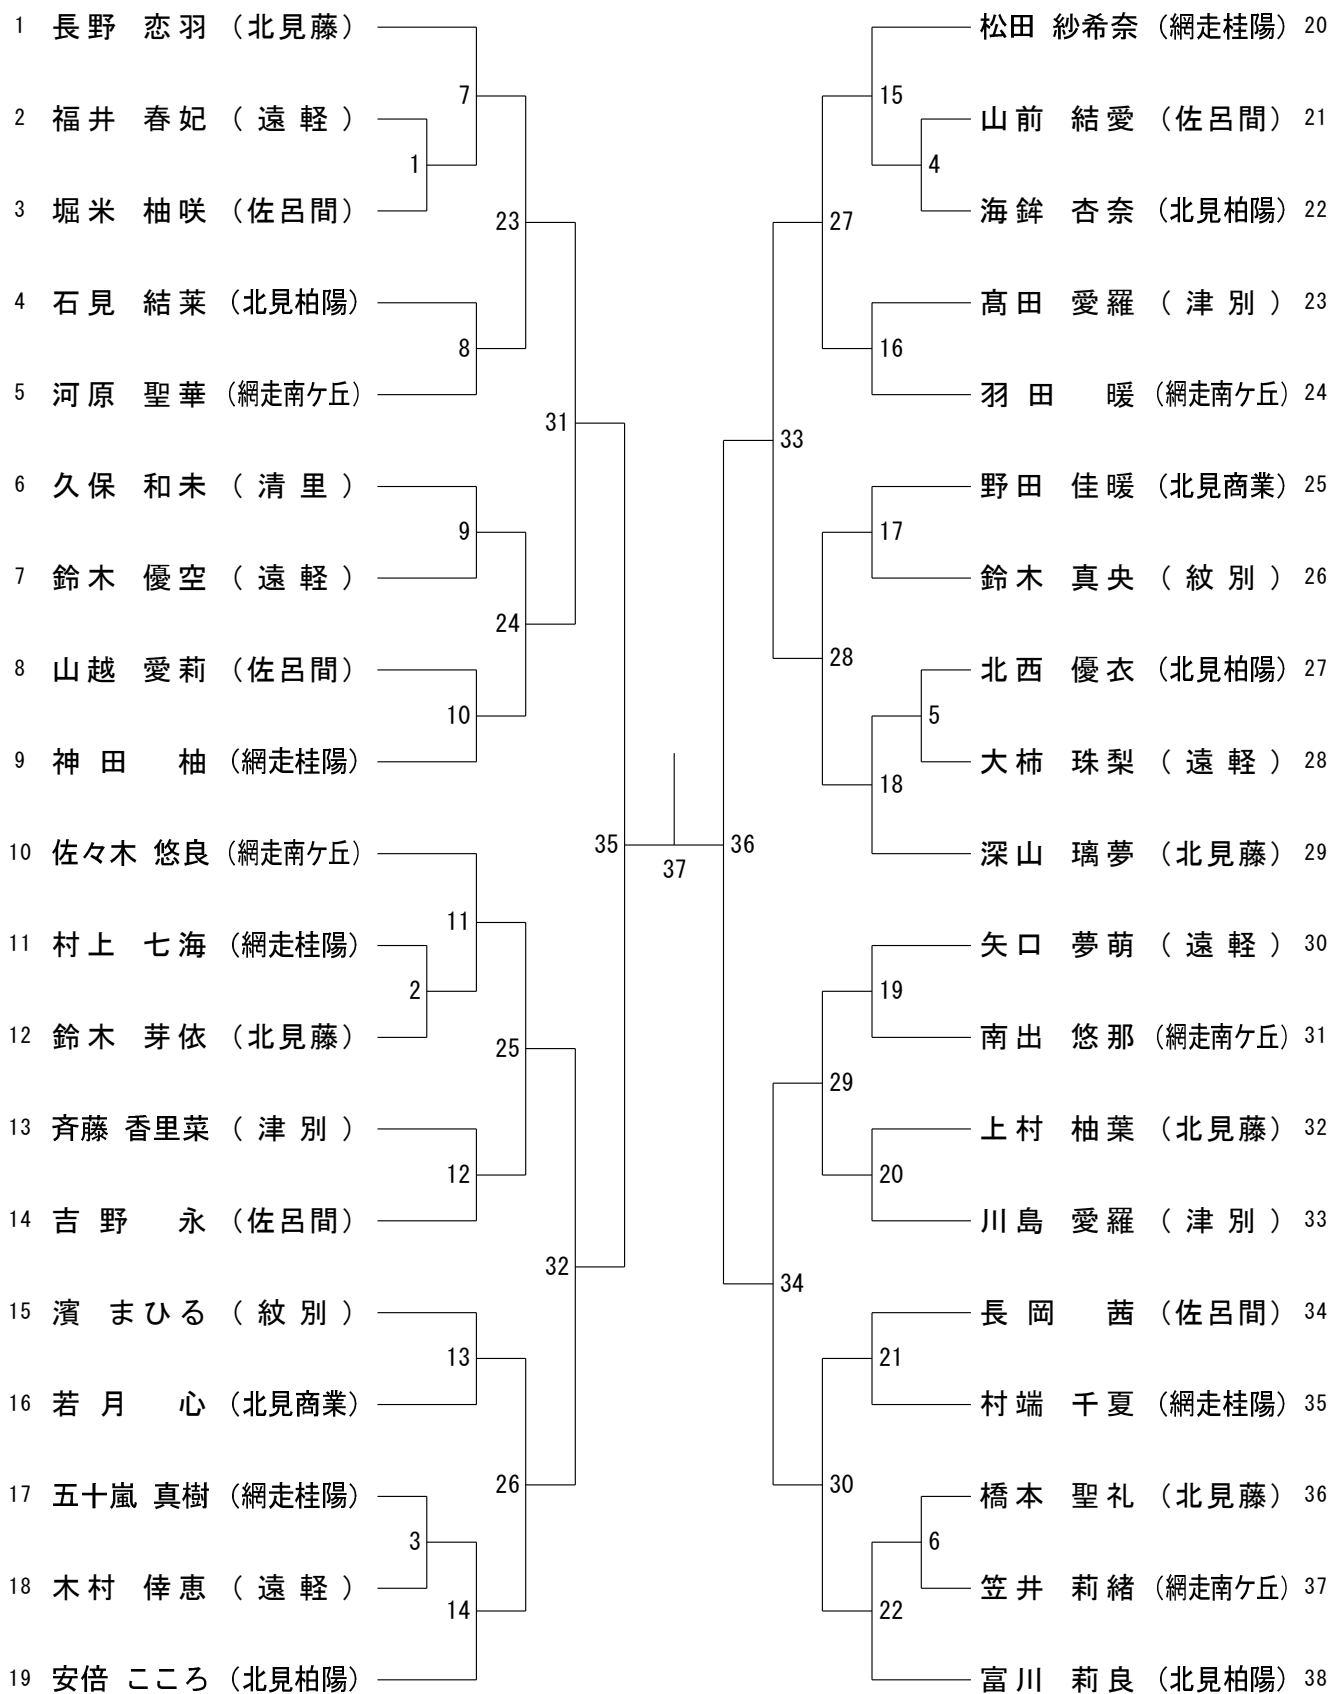 1 長野 恋羽 (北見藤)
2 福井 春妃 (遠軽)
3 堀米 柚咲 (佐呂間)
4 石見 結菜 (北見柏陽)
5 河原 聖華 (網走南ケ丘)
6 久保 和未 (清里)
7 鈴木 優空 (遠軽)
8 山越 愛莉 (佐呂間)
9 神田 柚 (網走桂陽)
10 佐々木 悠良 (網走南ケ丘)
11 村上 七海 (網走桂陽)
12 鈴木 芽依 (北見藤)
13 斉藤 香里菜 (津別)
14 吉野 永 (佐呂間)
15 濱 まひる (紋別)
16 若月 心 (北見商業)
17 五十嵐 真樹 (網走桂陽)
18 木村 倖恵 (遠軽)
19 安倍 こころ (北見柏陽)
1
2
3
7
8
9
10
11
12
13
14
23
24
25
26
31
32
35
37
36
33
34
27
28
29
30
15
16
17
18
19
20
21
22
4
5
6
松田 紗希奈 (網走桂陽) 20
山前 結愛 (佐呂間) 21
海鉾 杏奈 (北見柏陽) 22
髙田 愛羅 (津別) 23
羽田 暖 (網走南ケ丘) 24
野田 佳暖 (北見商業) 25
鈴木 真央 (紋別) 26
北西 優衣 (北見柏陽) 27
大柿 珠梨 (遠軽) 28
深山 璃夢 (北見藤) 29
矢口 夢萌 (遠軽) 30
南出 悠那 (網走南ケ丘) 31
上村 柚葉 (北見藤) 32
川島 愛羅 (津別) 33
長岡 茜 (佐呂間) 34
村端 千夏 (網走桂陽) 35
橋本 聖礼 (北見藤) 36
笠井 莉緒 (網走南ケ丘) 37
富川 莉良 (北見柏陽) 38